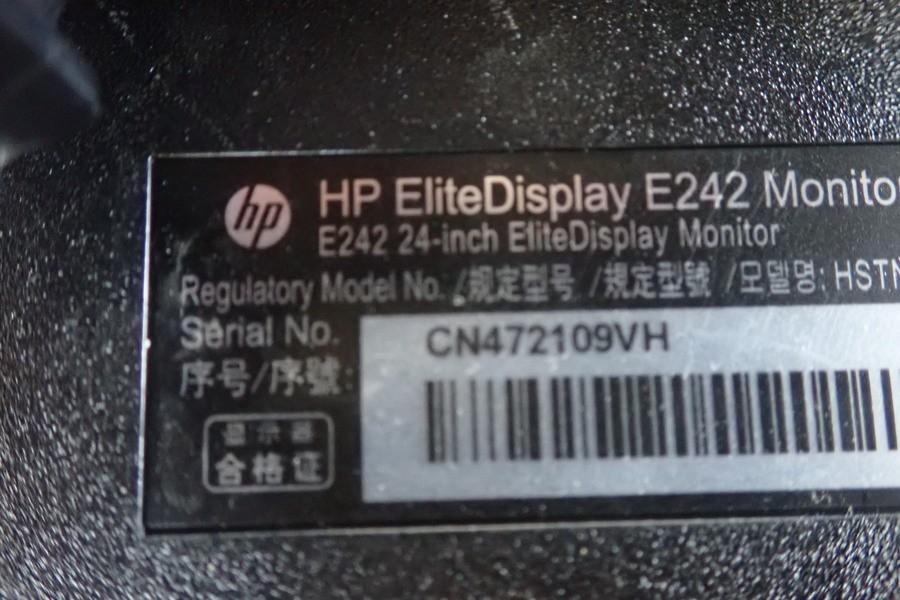 hp HP EliteDisplay E242 Monitor
E242 24-inch EliteDisplay Monitor
Regulatory Model No. /规定型号 /規定型號 /모델명: HSTN
Serial No.
CN472109VH
序号/序號:
显示器
合格证